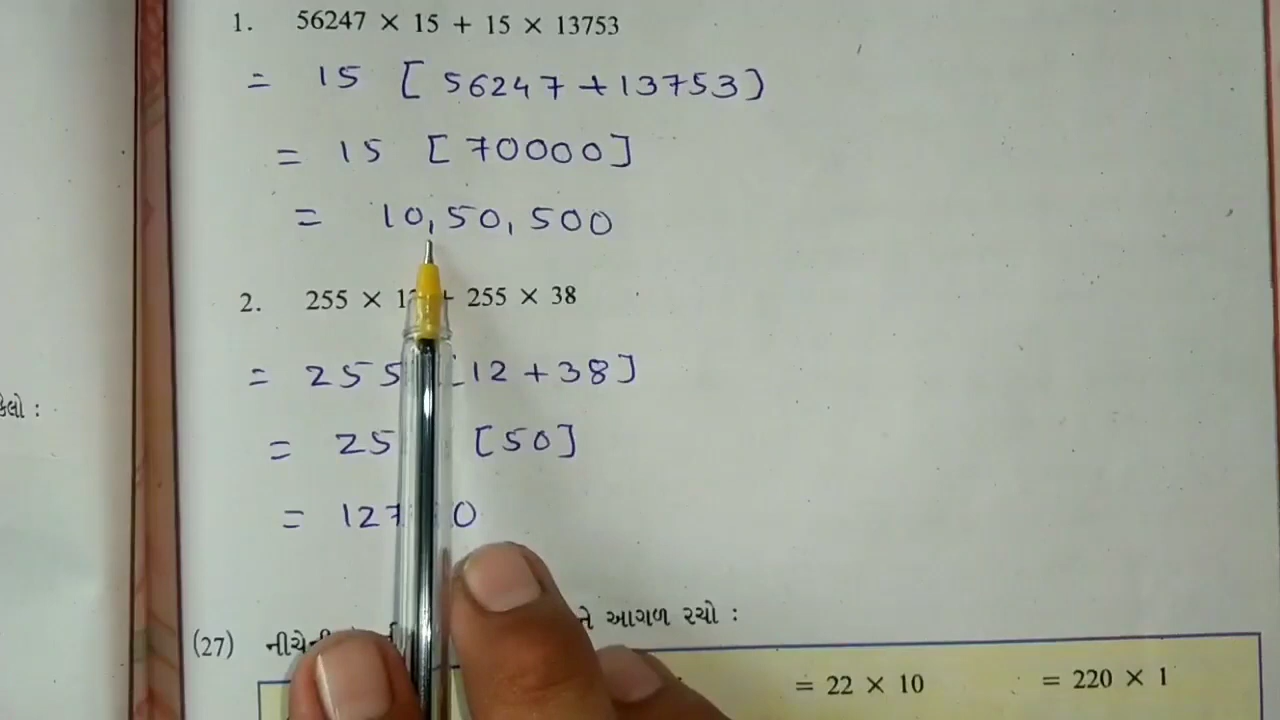 1. 56247 × 15 + 15 × 13753
= 15 [ 56247 + 13753 )
= 15 [ 70000 ]
= 10,50,500
2. 255 × 1 255 × 38
= 255 [12 + 38]
= 25 [50]
= 127 0
:
(27) આગળ રચો :
= 22 × 10 = 220 × 1